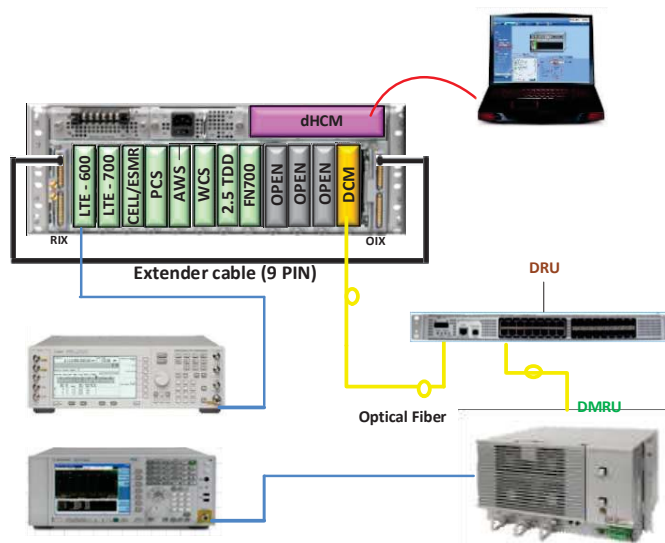 dHCM
LTE - 600
LTE - 700
CELL/ESMR
PCS
AWS
WCS
2.5 TDD
FN700
OPEN
OPEN
OPEN
DCM
RIX
OIX
Extender cable (9 PIN)
DRU
Optical Fiber
DMRU